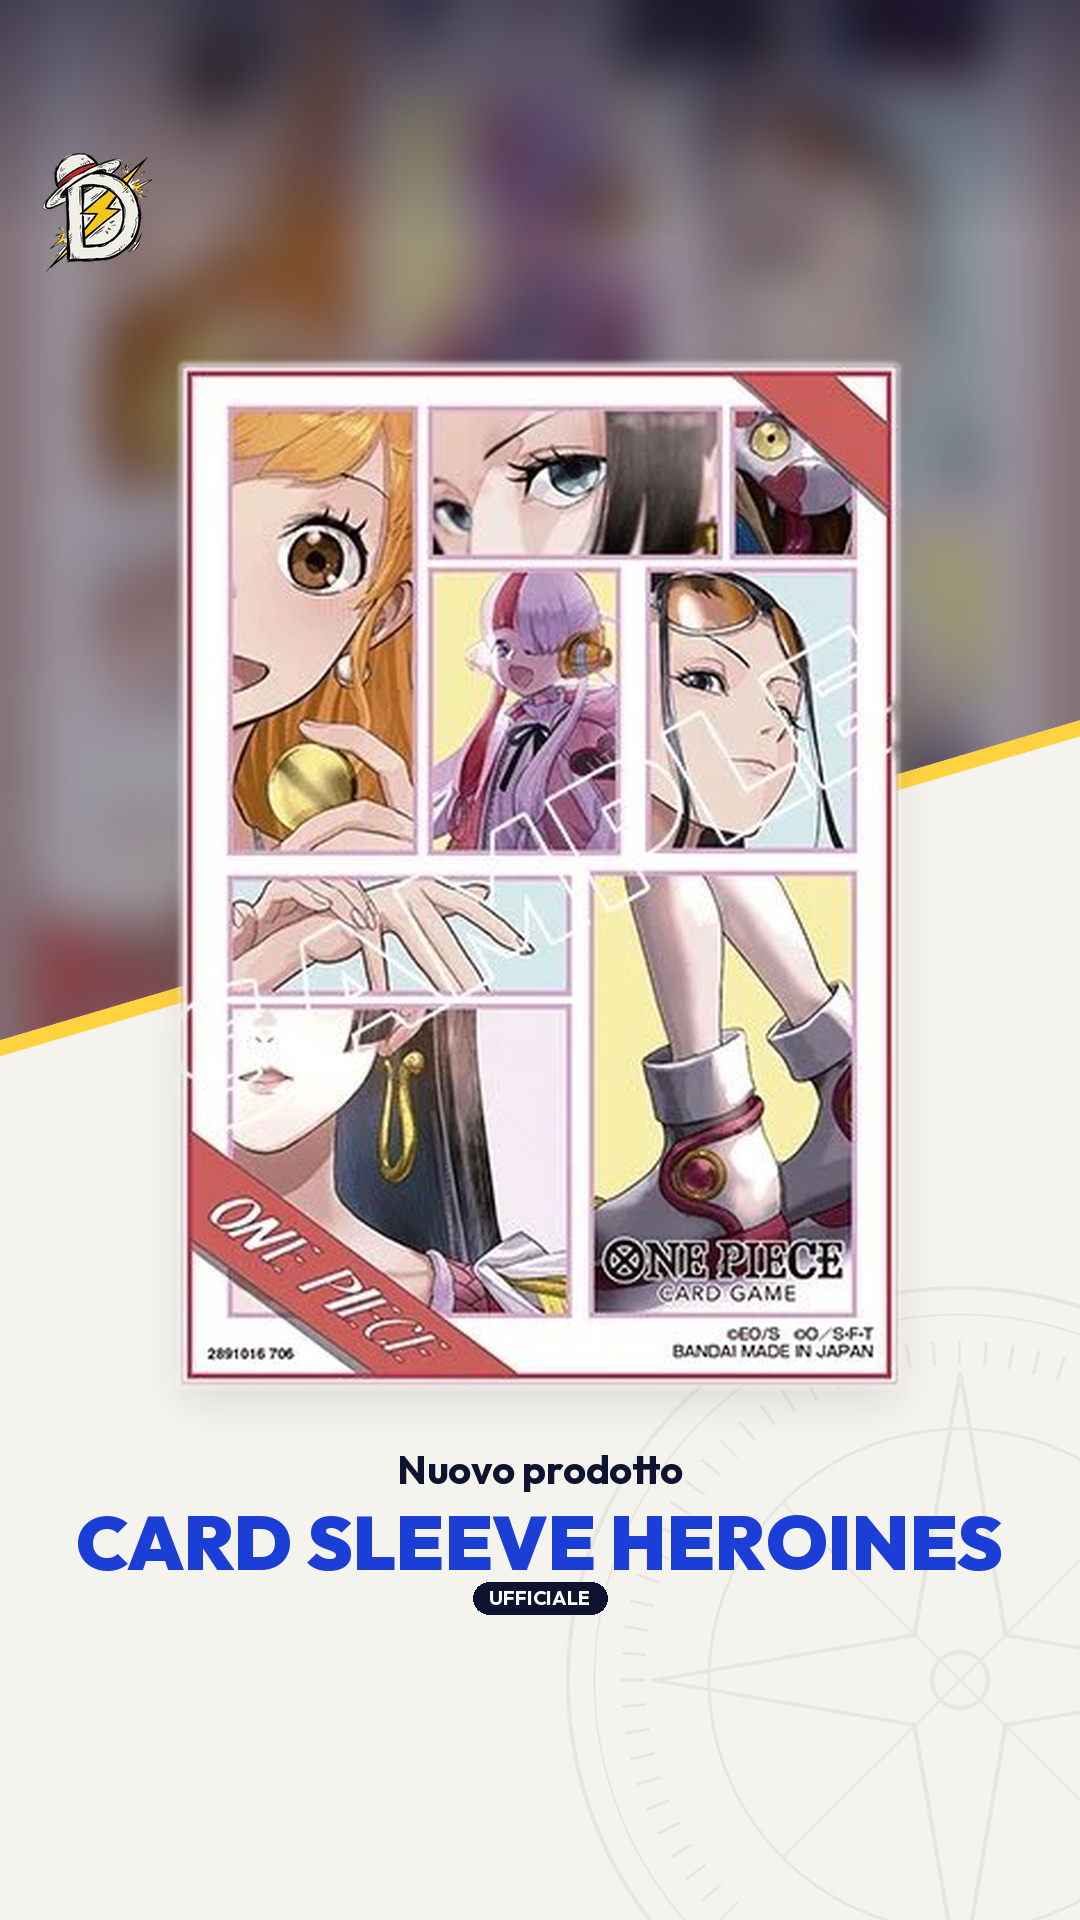 D
SAMPLE
ONE PIECE
ONE PIECE
CARD GAME
©EO/S ©O/S·F·T
BANDAI MADE IN JAPAN
2891016 706
Nuovo prodotto
CARD SLEEVE HEROINES
UFFICIALE